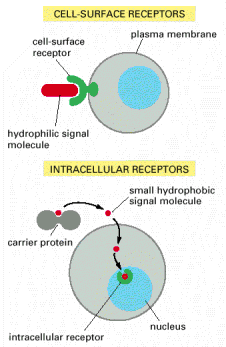 CELL-SURFACE RECEPTORS
plasma membrane
cell-surface
receptor
hydrophilic signal
molecule
INTRACELLULAR RECEPTORS
small hydrophobic
signal molecule
carrier protein
nucleus
intracellular receptor